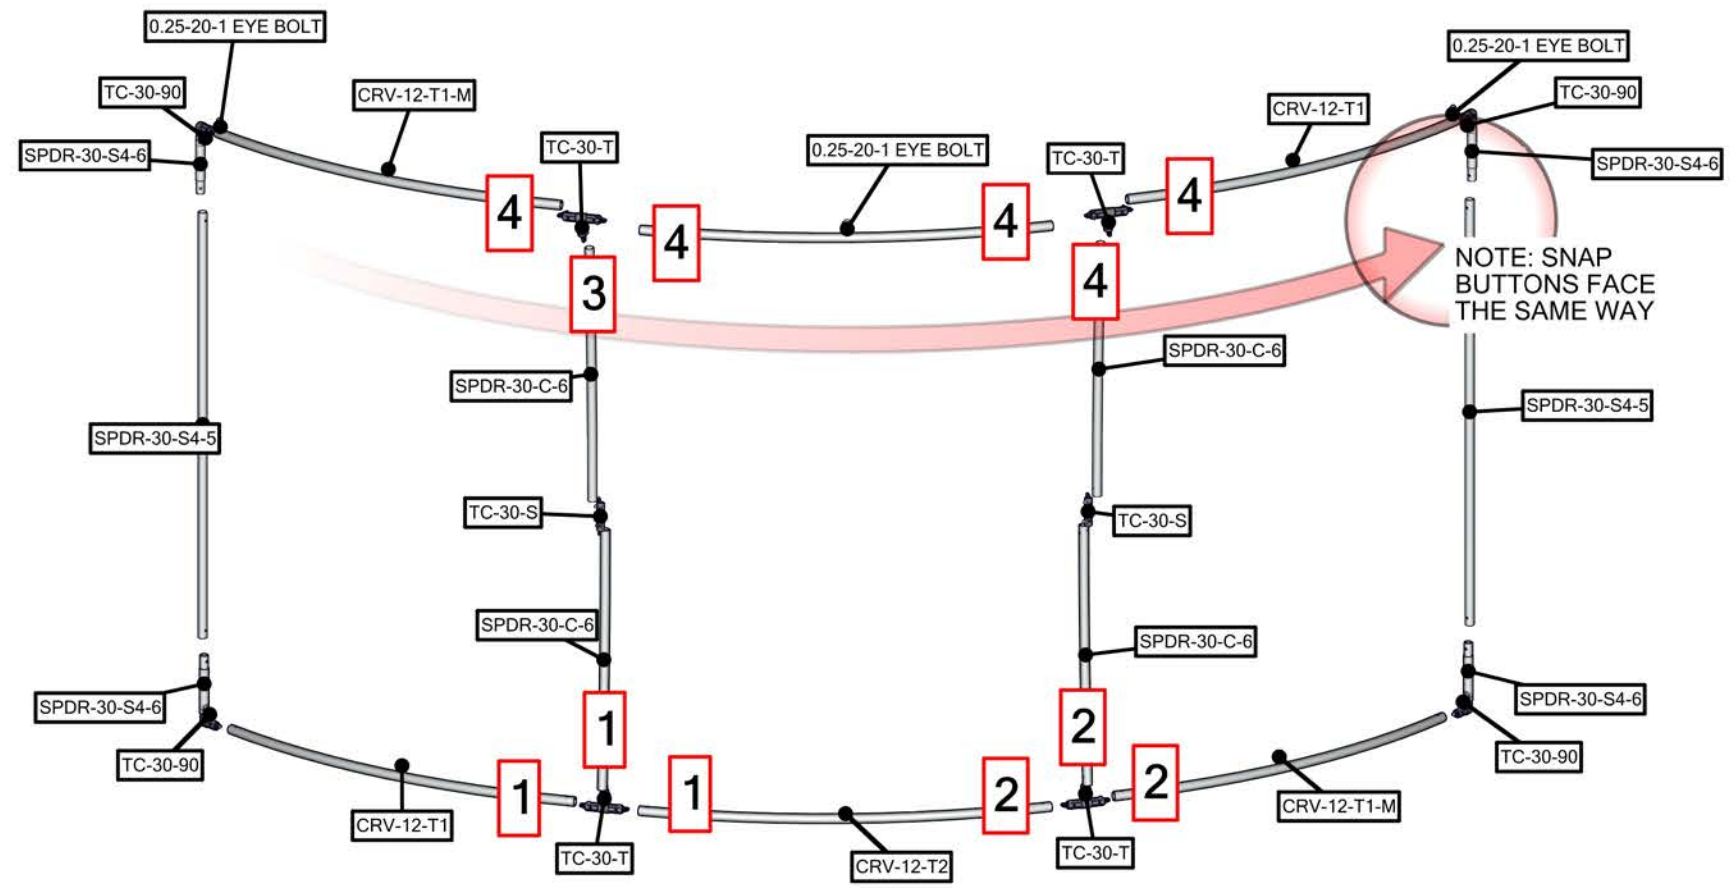 0.25-20-1 EYE BOLT
0.25-20-1 EYE BOLT
TC-30-90
CRV-12-T1-M
CRV-12-T1
TC-30-90
SPDR-30-S4-6
TC-30-T
0.25-20-1 EYE BOLT
TC-30-T
SPDR-30-S4-6
4
4
4
4
3
4
NOTE: SNAP
BUTTONS FACE
THE SAME WAY
SPDR-30-C-6
SPDR-30-C-6
SPDR-30-S4-5
SPDR-30-S4-5
TC-30-S
TC-30-S
SPDR-30-C-6
SPDR-30-C-6
SPDR-30-S4-6
SPDR-30-S4-6
1
2
TC-30-90
TC-30-90
1
1
2
2
CRV-12-T1
CRV-12-T1-M
TC-30-T
CRV-12-T2
TC-30-T